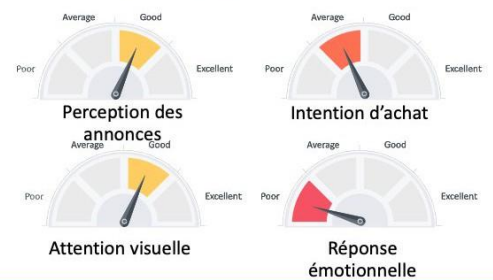 Average Good
Poor Excellent
Perception des
annonces
Average Good
Poor Excellent
Intention d'achat
Average Good
Poor Excellent
Attention visuelle
Average Good
Poor Excellent
Réponse
émotionnelle